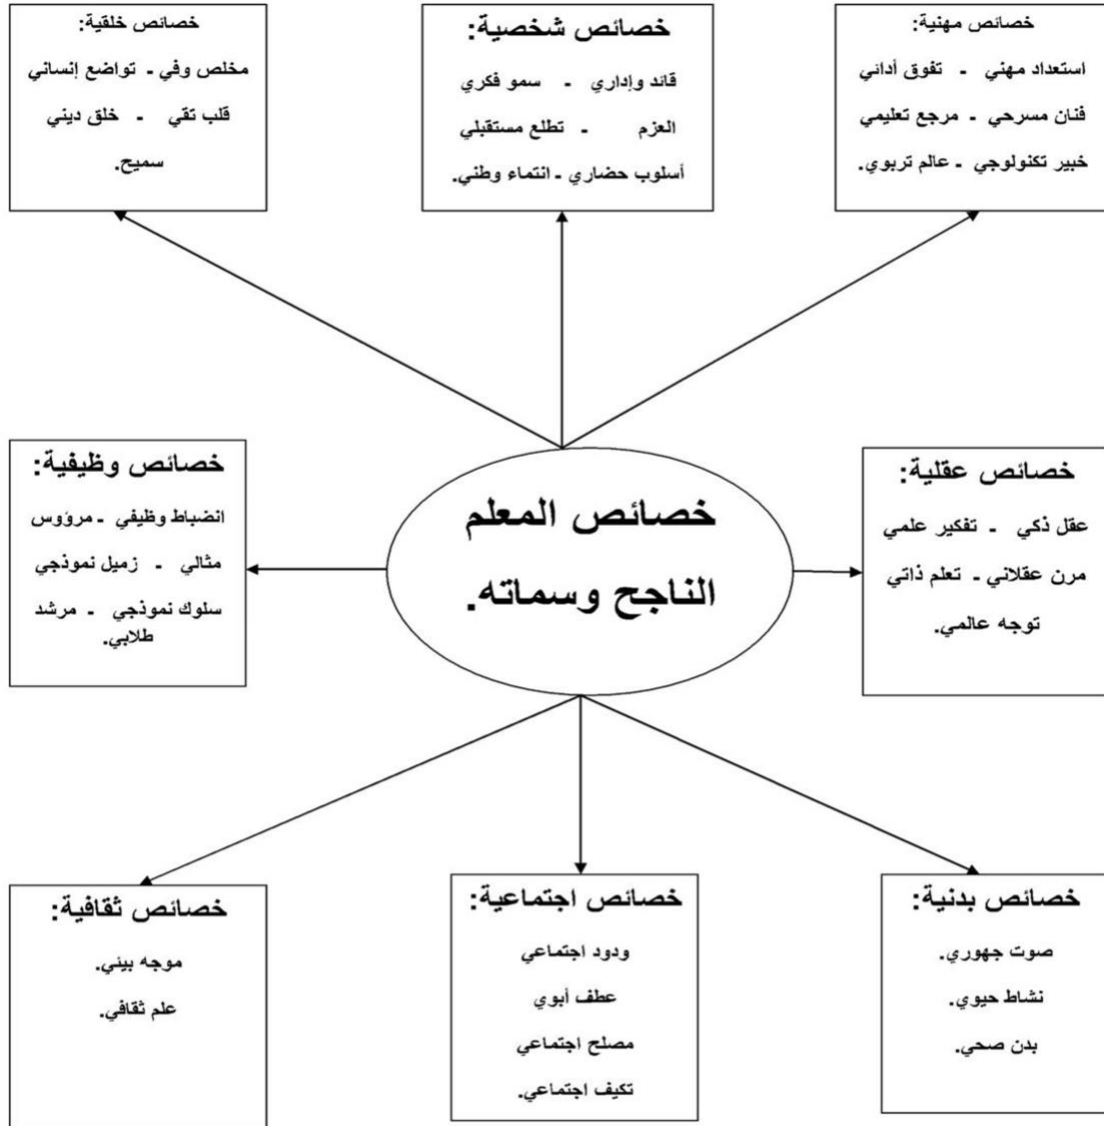 خصائص مهنية:
استعداد مهني - تفوق أدائي
فنان مسرحي - مرجع تعليمي
خبير تكنولوجي - عالم تربوي.
خصائص شخصية:
قائد وإداري - سمو فكري
العزم - تطلع مستقبلي
أسلوب حضاري - انتماء وطني.
خصائص خلقية:
مخلص وفي - تواضع إنساني
قلب تقي - خلق ديني
سميح.
خصائص عقلية:
عقل ذكي - تفكير علمي
مرن عقلاني - تعلم ذاتي
توجه عالمي.
خصائص المعلم
الناجح وسماته.
خصائص وظيفية:
انضباط وظيفي - مرؤوس
مثالي - زميل نموذجي
سلوك نموذجي - مرشد
طلابي.
خصائص بدنية:
صوت جهوري.
نشاط حيوي.
بدن صحي.
خصائص اجتماعية:
ودود اجتماعي
عطف أبوي
مصلح اجتماعي
تكيف اجتماعي.
خصائص ثقافية:
موجه بيئي.
علم ثقافي.